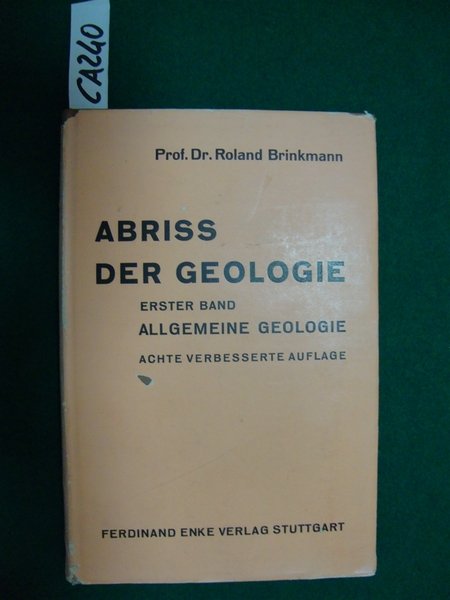 CA240
Prof. Dr. Roland Brinkmann
ABRISS
DER GEOLOGIE
ERSTER BAND
ALLGEMEINE GEOLOGIE
ACHTE VERBESSERTE AUFLAGE
FERDINAND ENKE VERLAG STUTTGART